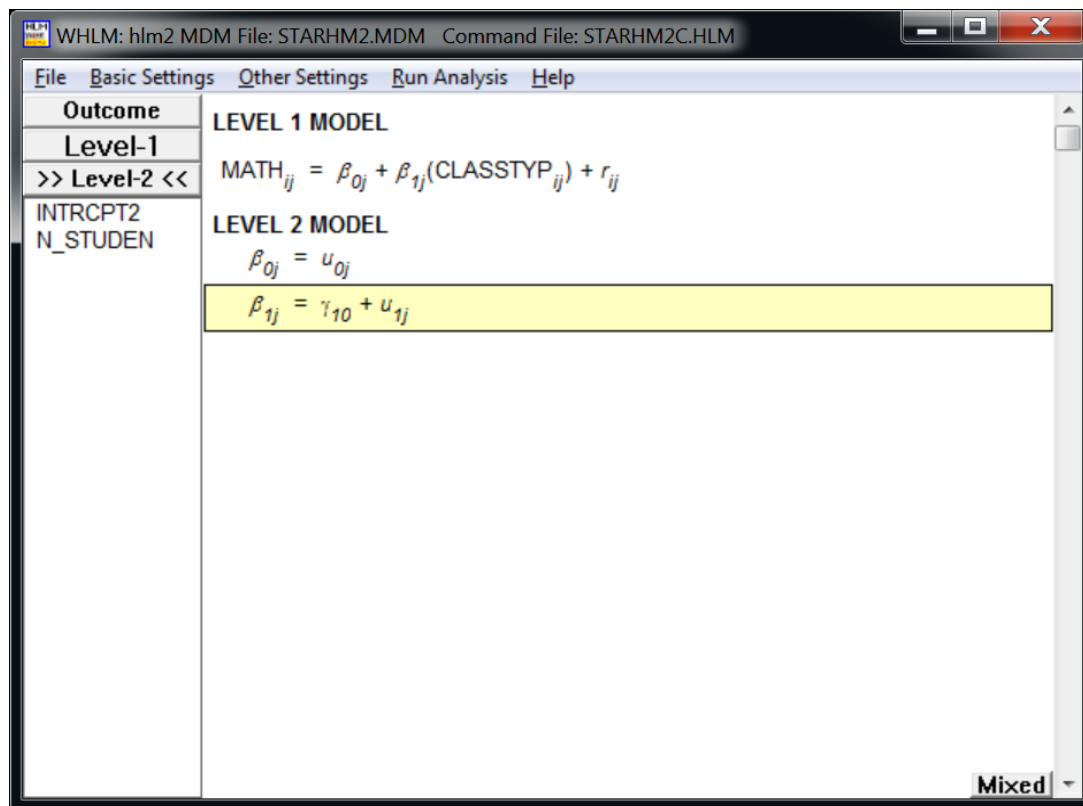 WHLM: hlm2 MDM File: STARHM2.MDM   Command File: STARHM2C.HLM
File   Basic Settings   Other Settings   Run Analysis   Help
Outcome
Level-1
>> Level-2 <<
INTRCPT2
N_STUDEN
LEVEL 1 MODEL
MATHij = β0j + β1j(CLASSTYPij) + rij
LEVEL 2 MODEL
β0j = u0j
β1j = γ10 + u1j
Mixed